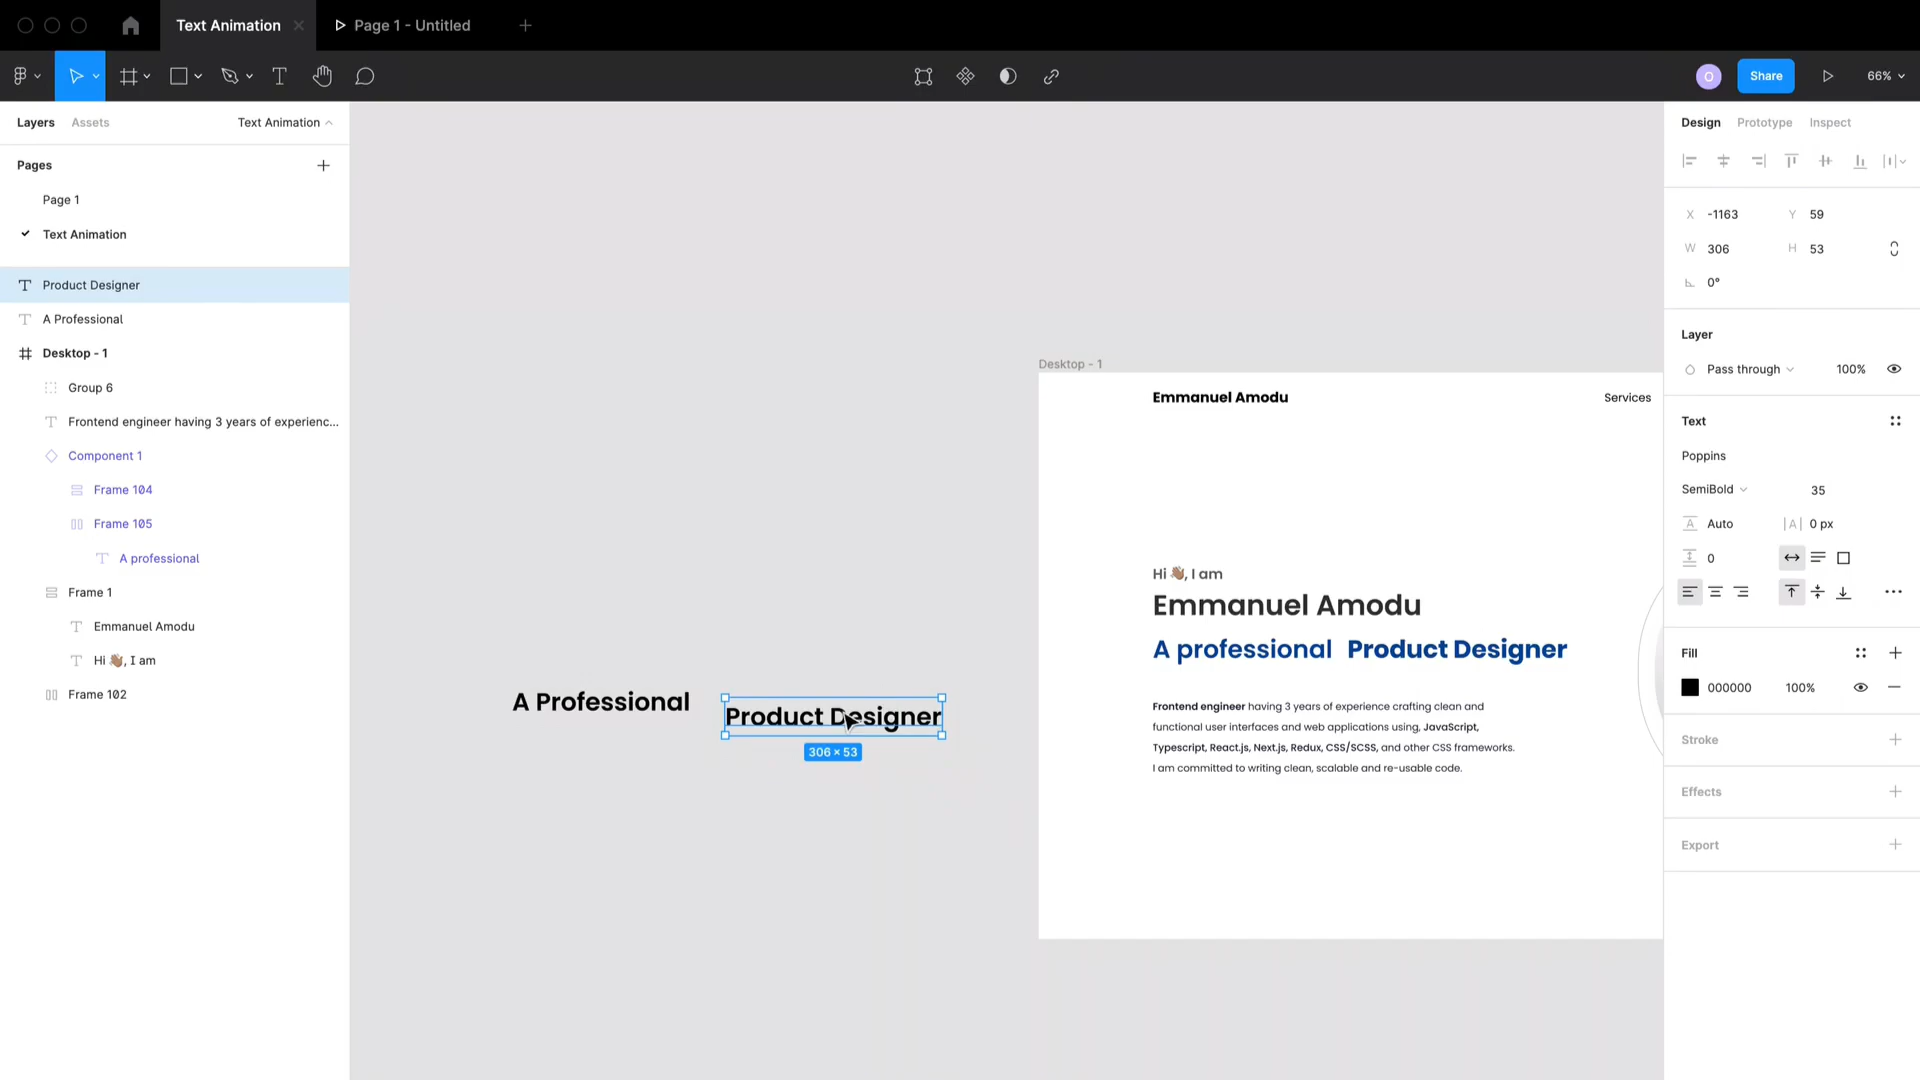 Text Animation
Page 1 - Untitled
O
Share
66%
Layers
Assets
Text Animation
Pages
Page 1
Text Animation
Product Designer
A Professional
Desktop - 1
Group 6
Frontend engineer having 3 years of experienc...
Component 1
Frame 104
Frame 105
A professional
Frame 1
Emmanuel Amodu
Hi 👋🏽, I am
Frame 102
A Professional
Product Designer
306 × 53
Desktop - 1
Emmanuel Amodu
Services
Hi 👋🏽, I am
Emmanuel Amodu
A professional Product Designer
Frontend engineer having 3 years of experience crafting clean and
functional user interfaces and web applications using, JavaScript,
Typescript, React.js, Next.js, Redux, CSS/SCSS, and other CSS frameworks.
I am committed to writing clean, scalable and re-usable code.
Design
Prototype
Inspect
X -1163 Y 59
W 306 H 53
0°
Layer
Pass through 100%
Text
Poppins
SemiBold 35
A Auto |A| 0 px
0
Fill
000000 100%
Stroke
Effects
Export